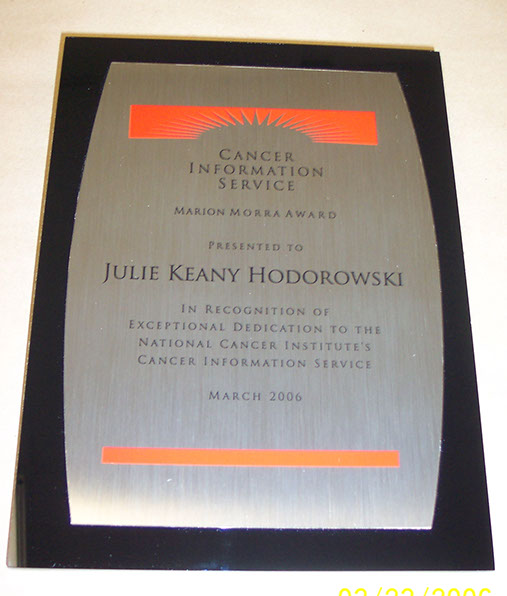 CANCER
INFORMATION
SERVICE
MARION MORRA AWARD
PRESENTED TO
JULIE KEANY HODOROWSKI
IN RECOGNITION OF
EXCEPTIONAL DEDICATION TO THE
NATIONAL CANCER INSTITUTE'S
CANCER INFORMATION SERVICE
MARCH 2006